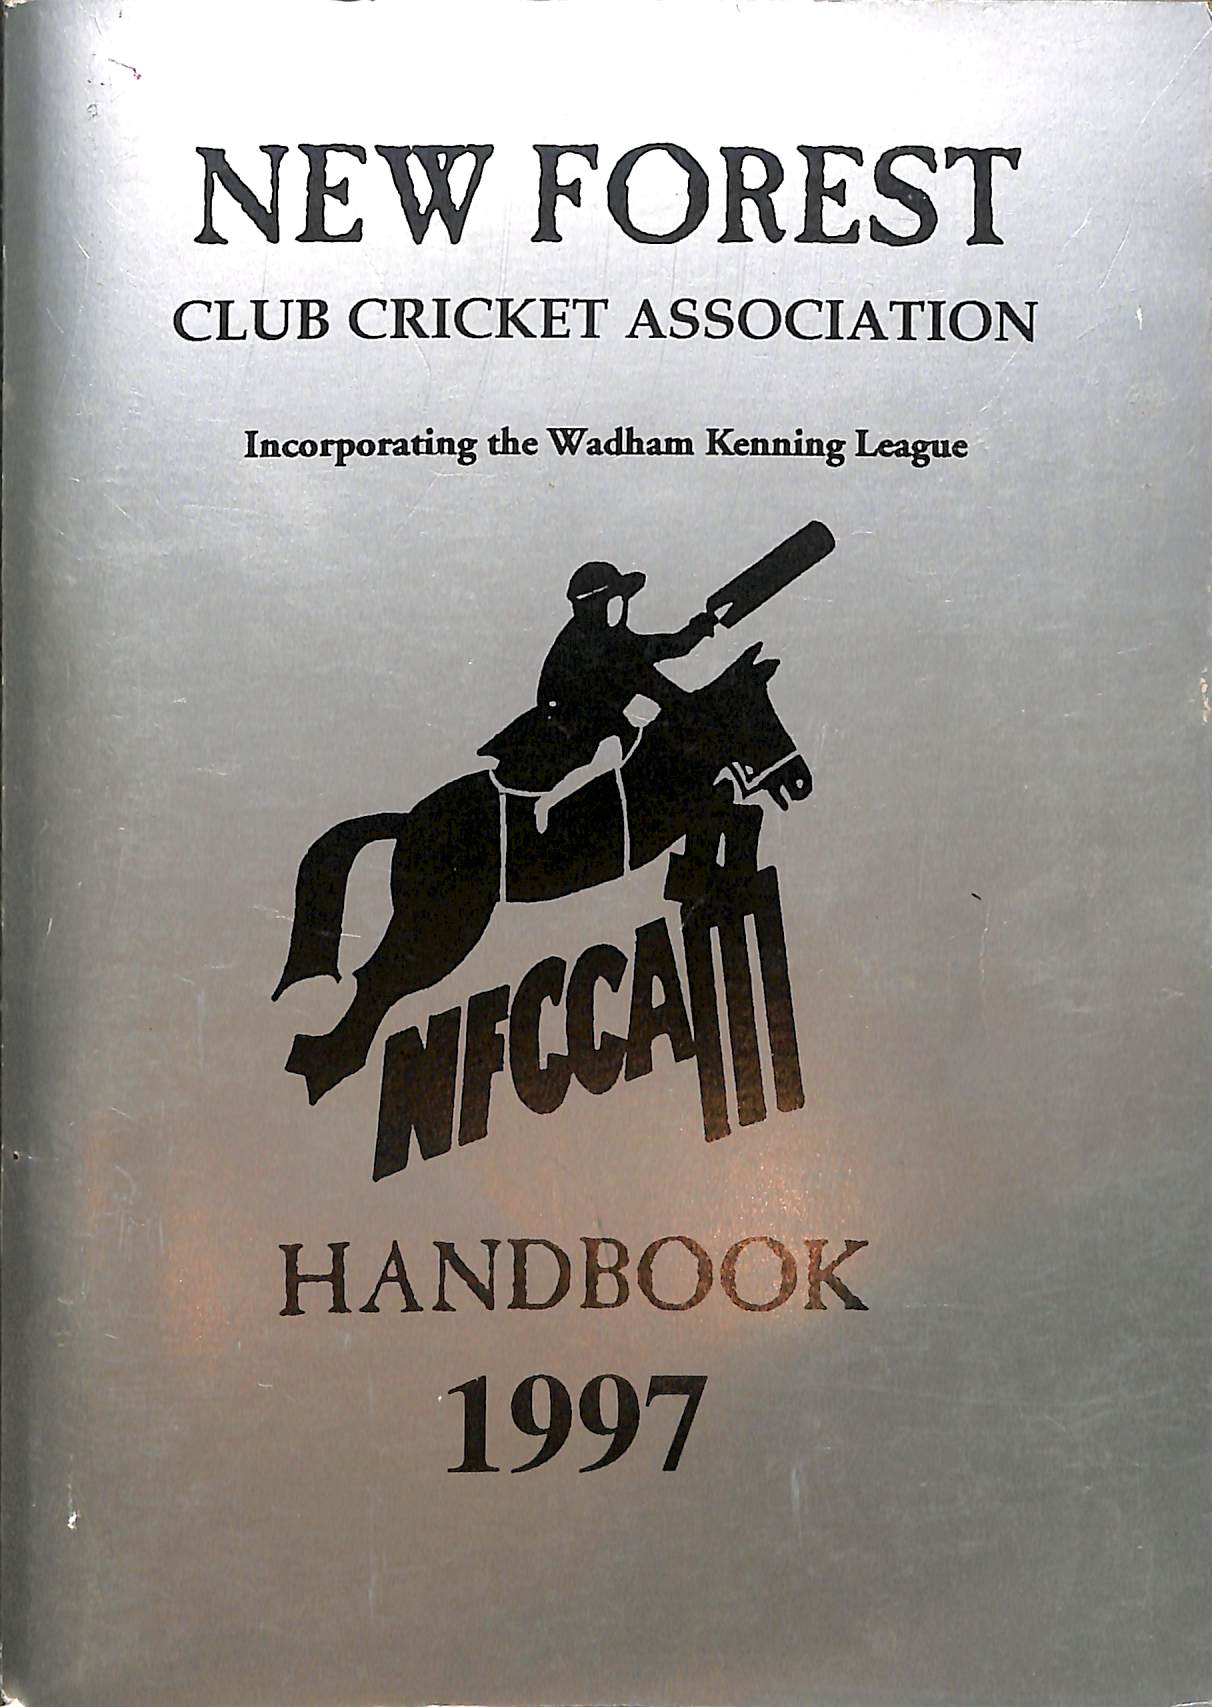 NEW FOREST
CLUB CRICKET ASSOCIATION
Incorporating the Wadham Kenning League
NFCCA
HANDBOOK
1997